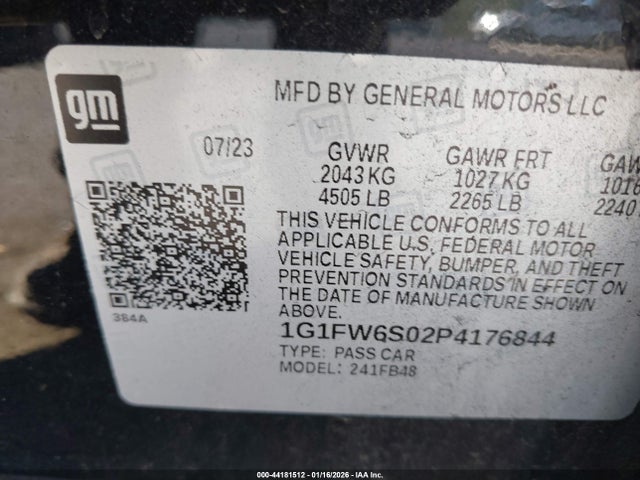 gm
MFD BY GENERAL MOTORS LLC
07/23
GVWR GAWR FRT
2043 KG 1027 KG
4505 LB 2265 LB 2240
THIS VEHICLE CONFORMS TO ALL
APPLICABLE U.S. FEDERAL MOTOR
VEHICLE SAFETY, BUMPER, AND THEFT
PREVENTION STANDARDS IN EFFECT ON
THE DATE OF MANUFACTURE SHOWN
ABOVE.
384A
1G1FW6S02P4176844
TYPE: PASS CAR
MODEL: 241FB48
000-44181512 - 01/16/2026 - IAA Inc.